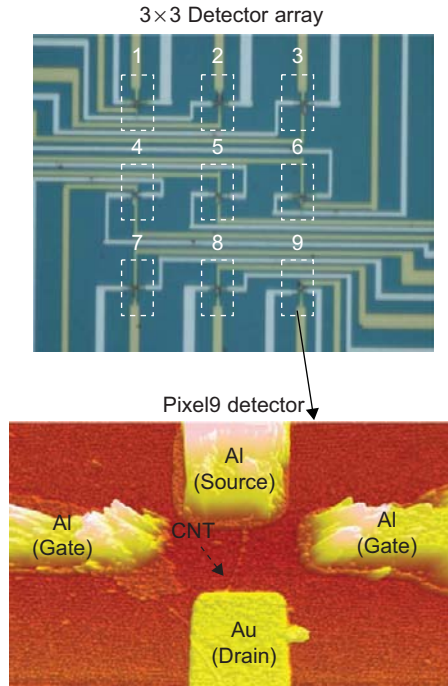 3×3 Detector array
1 2 3
4 5 6
7 8 9
Pixel9 detector
Al
(Source)
Al
(Gate)
CNT
Al
(Gate)
Au
(Drain)